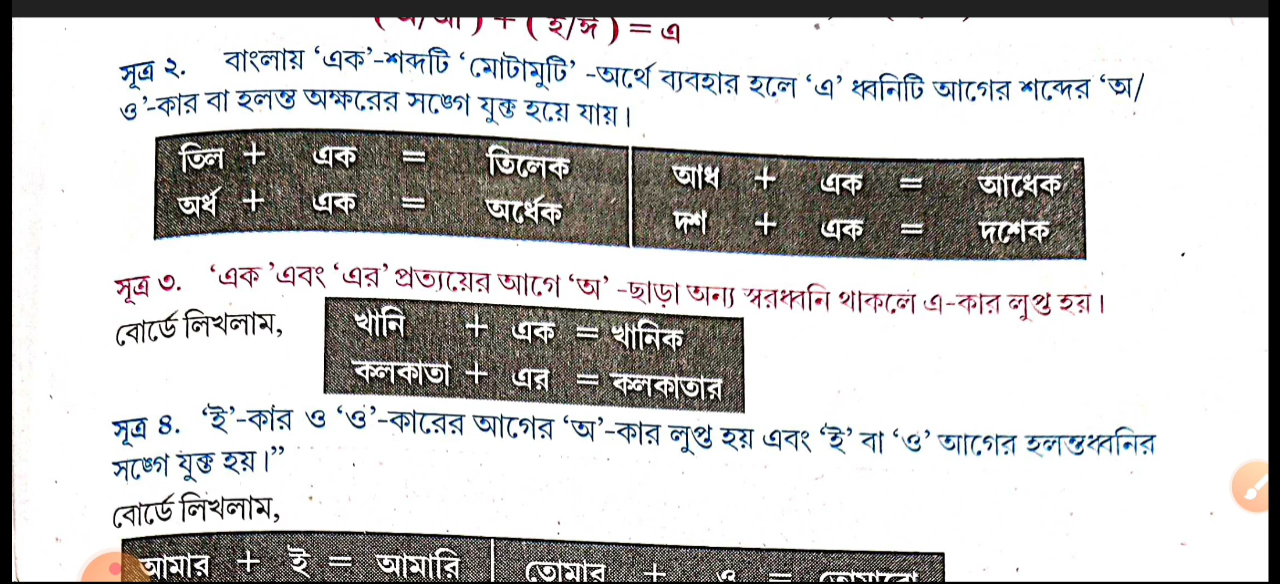 (অ/আ) + (ই/ঈ) = এ
সূত্র ২. বাংলায় ‘এক’-শব্দটি ‘মোটামুটি’ -অর্থে ব্যবহার হলে ‘এ’ ধ্বনিটি আগের শব্দের ‘অ/
ও’-কার বা হলন্ত অক্ষরের সঙ্গে যুক্ত হয়ে যায়।
তিল + এক = তিলেক আধ + এক = আধেক
অর্ধ + এক = অর্ধেক দশ + এক = দশেক
সূত্র ৩. ‘এক ’এবং ‘এর’ প্রত্যয়ের আগে ‘অ’ -ছাড়া অন্য স্বরধ্বনি থাকলে এ-কার লুপ্ত হয়।
বোর্ডে লিখলাম,
খানি + এক = খানিক
কলকাতা + এর = কলকাতার
সূত্র ৪. ‘ই’-কার ও ‘ও’-কারের আগের ‘অ’-কার লুপ্ত হয় এবং ‘ই’ বা ‘ও’ আগের হলন্তধ্বনির
সঙ্গে যুক্ত হয়।”
বোর্ডে লিখলাম,
আমার + ই = আমারি তোমার + ও =